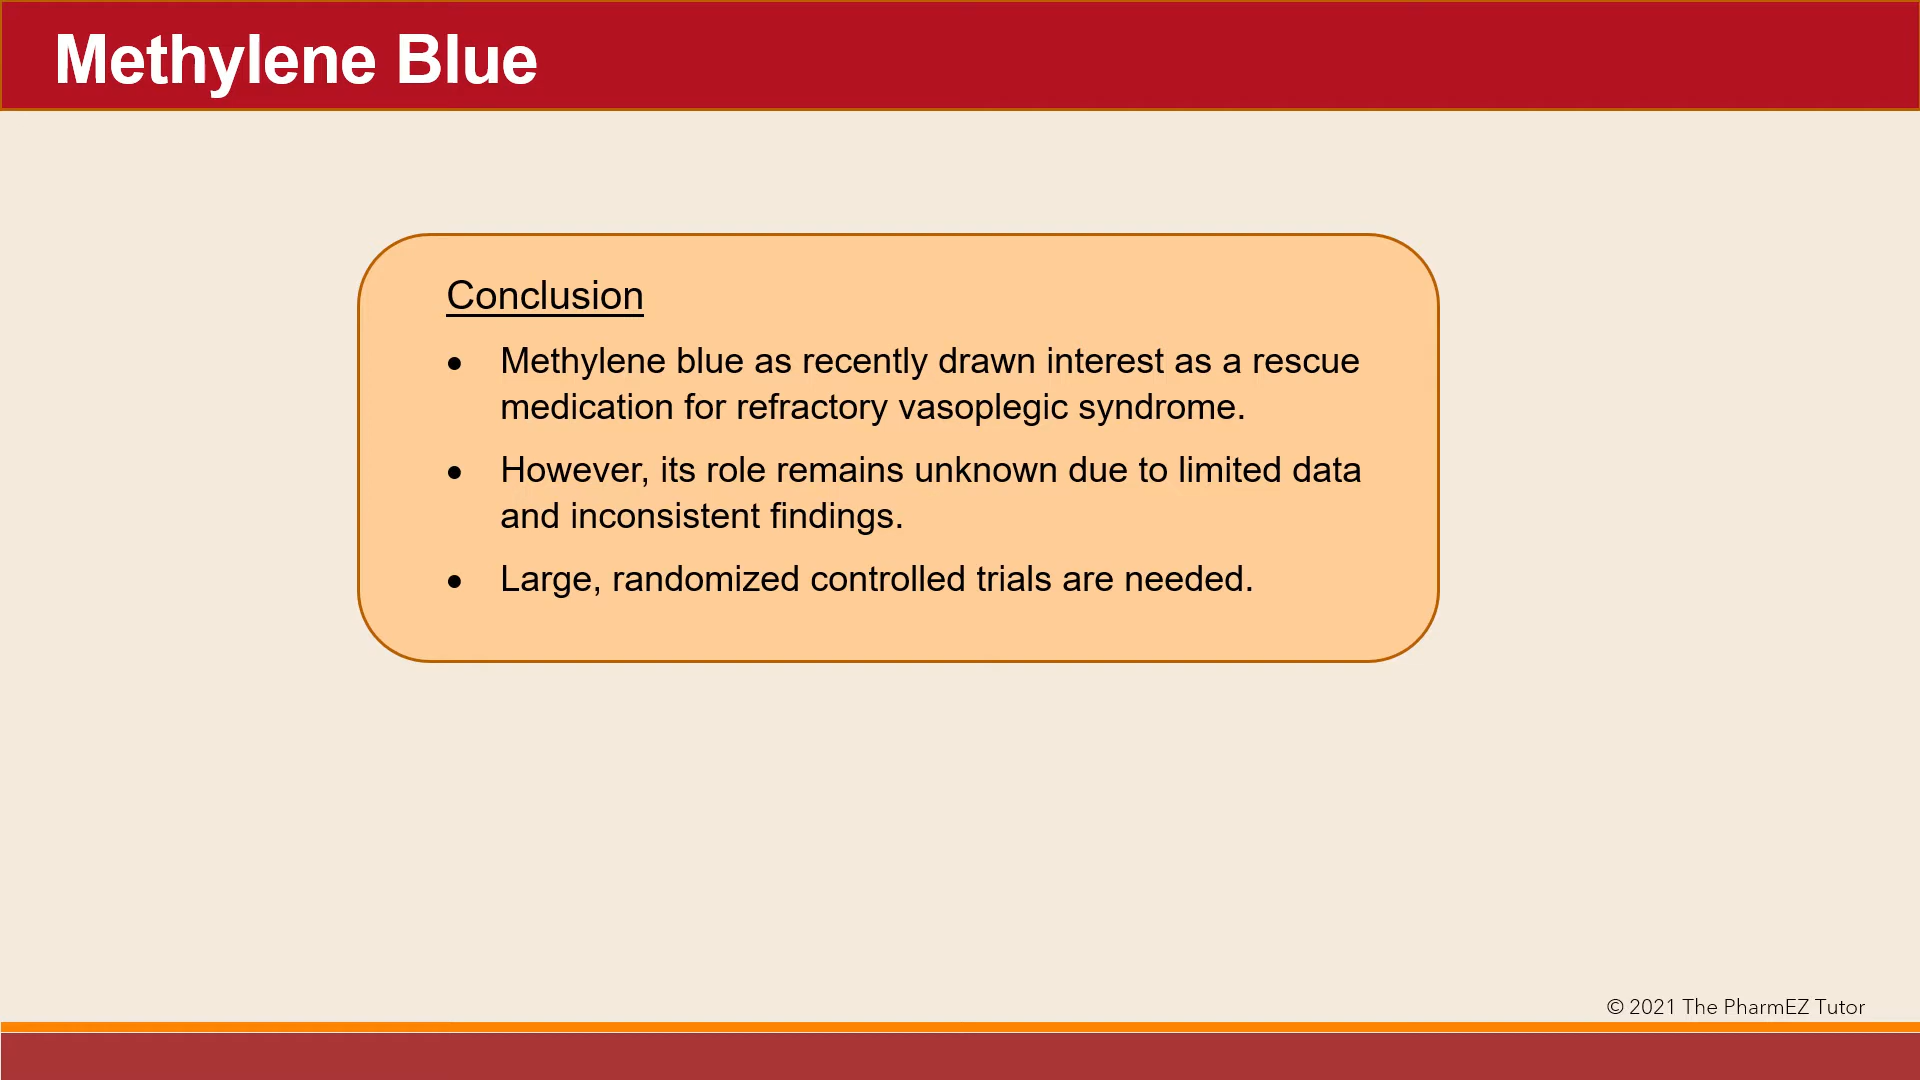 Methylene Blue
Conclusion
● Methylene blue as recently drawn interest as a rescue
medication for refractory vasoplegic syndrome.
● However, its role remains unknown due to limited data
and inconsistent findings.
● Large, randomized controlled trials are needed.
© 2021 The PharmEZ Tutor